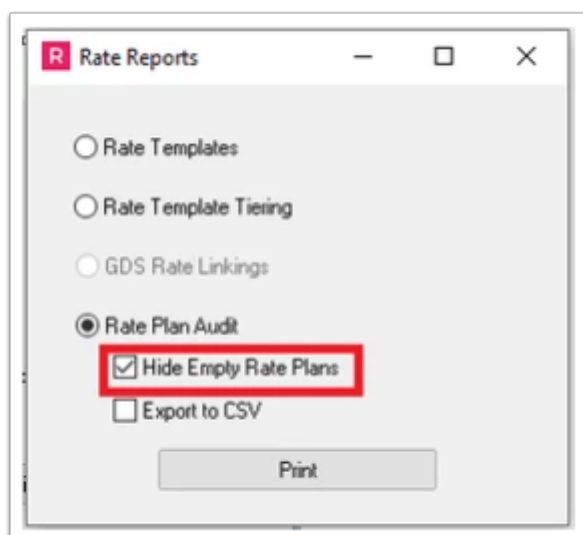 R Rate Reports
Rate Templates
Rate Template Tiering
GDS Rate Linkings
Rate Plan Audit
Hide Empty Rate Plans
Export to CSV
Print